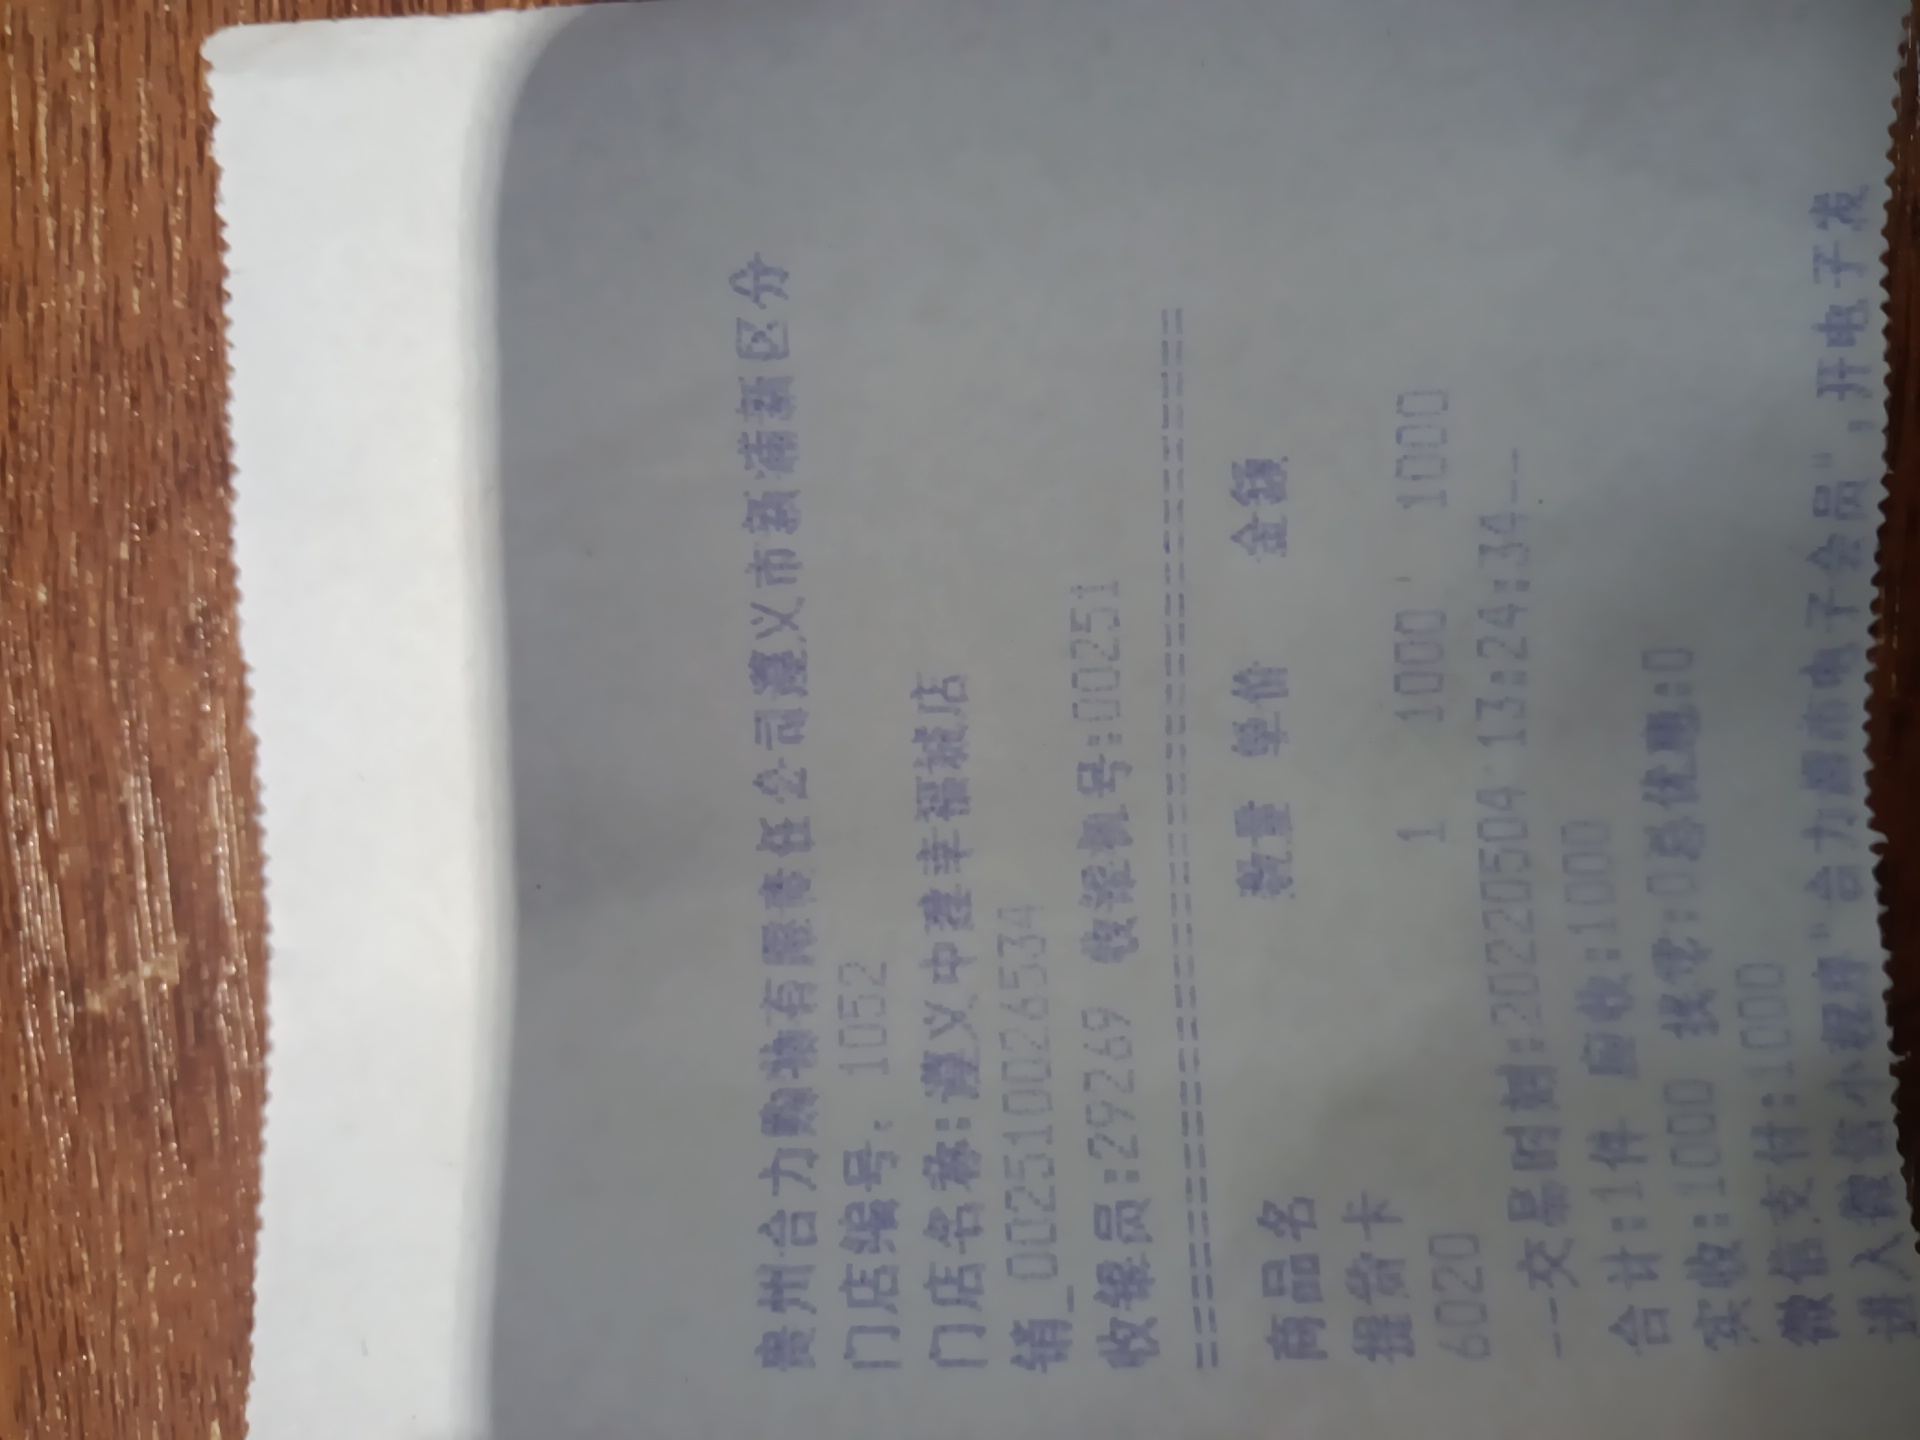 贵州合力购物有限责任公司遵义市新蒲新区分
门店编号: 1052
门店名称:遵义中建幸福城店
销_002510026534
收银员:29269 收银机号:00251
========================================
商品名 数量 单价 金额
提货卡
6020 1 1000 1000
--交易时刻:20220504 13:24:34--
合计:1件 应收:1000
实收:1000 找零:0总优惠:0
微信支付:1000
进入微信小程序"合力超市电子会员",开电子发